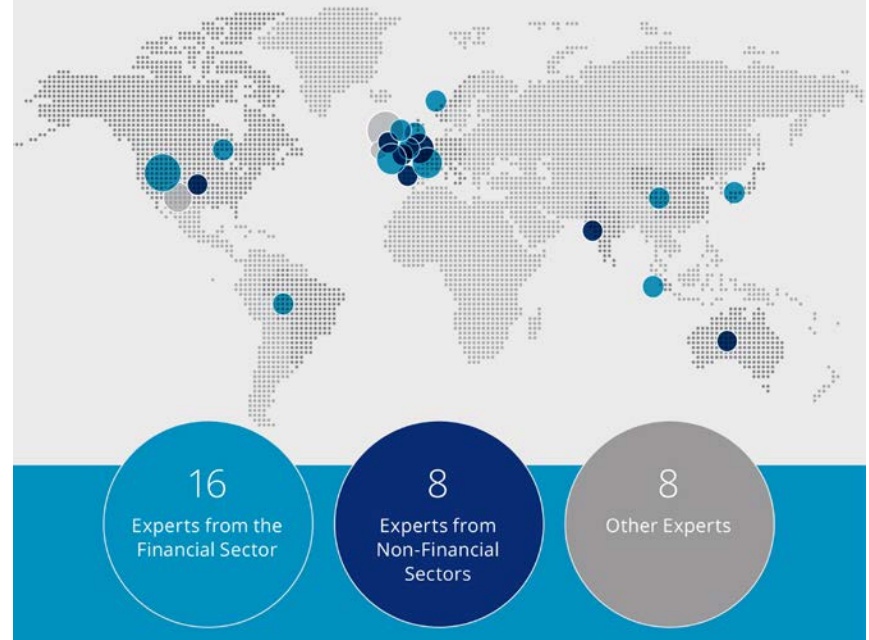 16
Experts from the
Financial Sector
8
Experts from
Non-Financial
Sectors
8
Other Experts